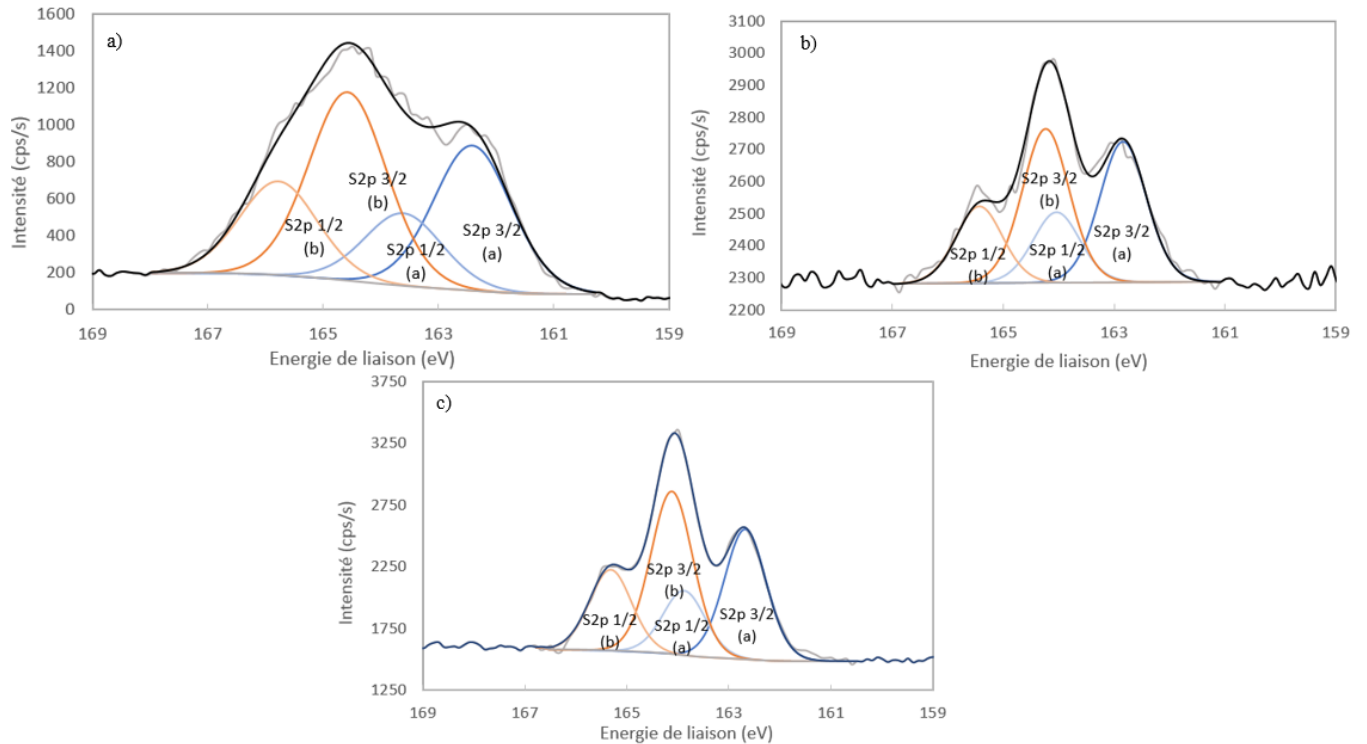 a)
Intensité (cps/s)
1600
1400
1200
1000
800
600
400
200
0
S2p 1/2
(b)
S2p 3/2
(b)
S2p 1/2
(a)
S2p 3/2
(a)
169
167
165
163
161
159
Energie de liaison (eV)
b)
Intensité (cps/s)
3100
3000
2900
2800
2700
2600
2500
2400
2300
2200
S2p 1/2
(b)
S2p 3/2
(b)
S2p 1/2
(a)
S2p 3/2
(a)
169
167
165
163
161
159
Energie de liaison (eV)
c)
Intensité (cps/s)
3750
3250
2750
2250
1750
1250
S2p 1/2
(b)
S2p 3/2
(b)
S2p 1/2
(a)
S2p 3/2
(a)
169
167
165
163
161
159
Energie de liaison (eV)